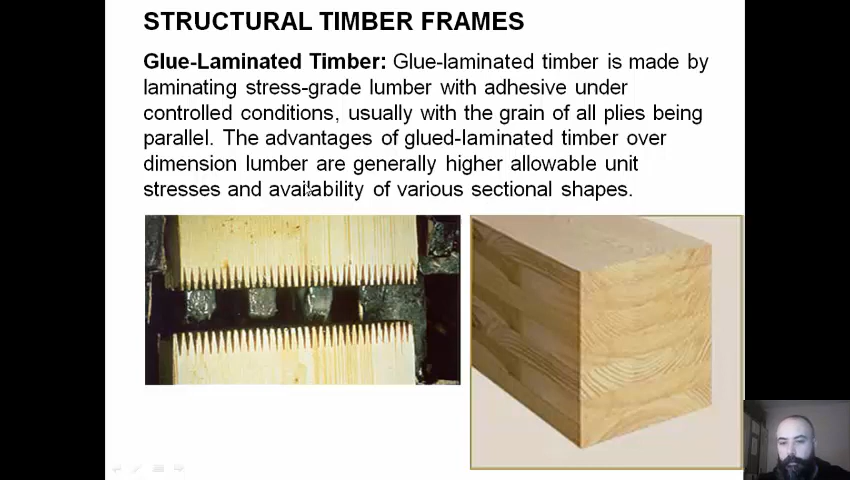 STRUCTURAL TIMBER FRAMES
Glue-Laminated Timber: Glue-laminated timber is made by
laminating stress-grade lumber with adhesive under
controlled conditions, usually with the grain of all plies being
parallel. The advantages of glued-laminated timber over
dimension lumber are generally higher allowable unit
stresses and availability of various sectional shapes.